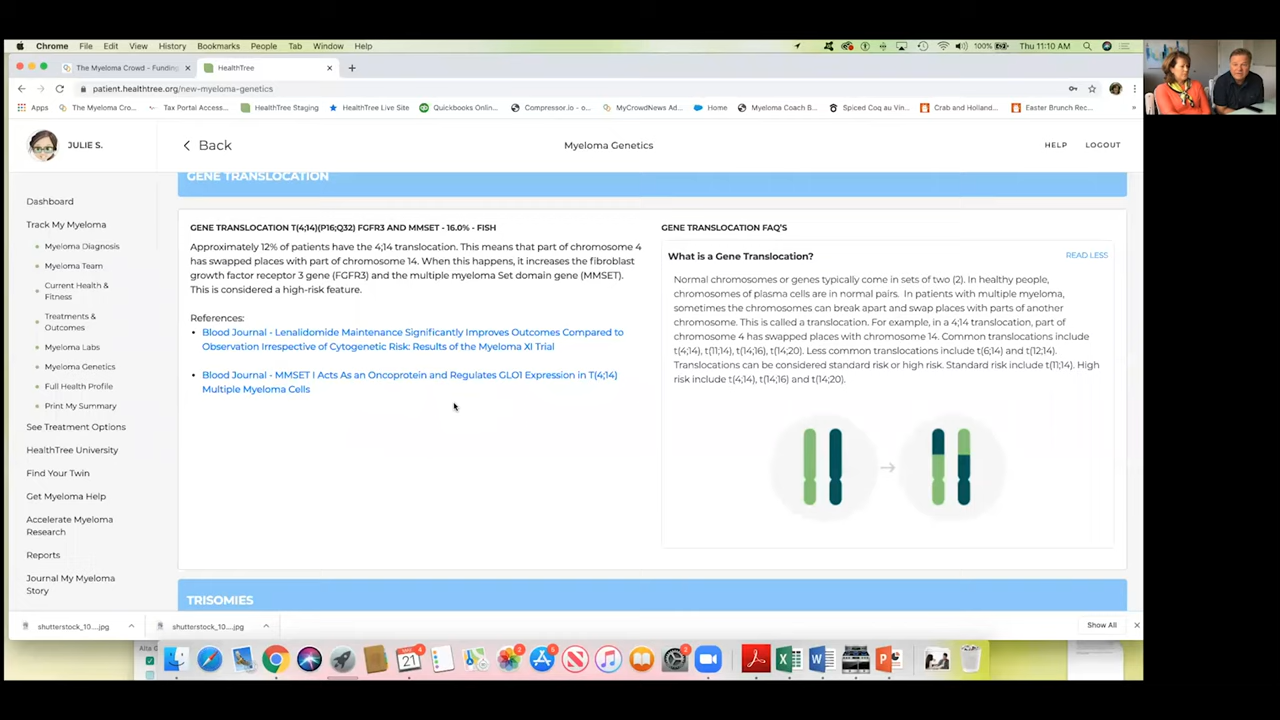 Chrome File Edit View History Bookmarks People Tab Window Help 100% Thu 11:10 AM
The Myeloma Crowd - Funding
HealthTree
patient.healthtree.org/new-myeloma-genetics
Apps The Myeloma Cro... Tax Portal Access... HealthTree Staging HealthTree Live Site Quickbooks Onlin... Compressor.io - o... MyCrowdNews Ad... Home Myeloma Coach B... Spiced Coq au Vin... Crab and Holland... Easter Brunch Rec...
JULIE S.
Back
Myeloma Genetics
HELP LOGOUT
Dashboard
Track My Myeloma
Myeloma Diagnosis
Myeloma Team
Current Health &
Fitness
Treatments &
Outcomes
Myeloma Labs
Myeloma Genetics
Full Health Profile
Print My Summary
See Treatment Options
HealthTree University
Find Your Twin
Get Myeloma Help
Accelerate Myeloma
Research
Reports
Journal My Myeloma
Story
GENE TRANSLOCATION
GENE TRANSLOCATION T(4;14)(P16;Q32) FGFR3 AND MMSET - 16.0% - FISH
Approximately 12% of patients have the 4;14 translocation. This means that part of chromosome 4
has swapped places with part of chromosome 14. When this happens, it increases the fibroblast
growth factor receptor 3 gene (FGFR3) and the multiple myeloma Set domain gene (MMSET).
This is considered a high-risk feature.
References:
• Blood Journal - Lenalidomide Maintenance Significantly Improves Outcomes Compared to
Observation Irrespective of Cytogenetic Risk: Results of the Myeloma XI Trial
• Blood Journal - MMSET I Acts As an Oncoprotein and Regulates GLO1 Expression in T(4;14)
Multiple Myeloma Cells
GENE TRANSLOCATION FAQ'S
What is a Gene Translocation?
READ LESS
Normal chromosomes or genes typically come in sets of two (2). In healthy people,
chromosomes of plasma cells are in normal pairs. In patients with multiple myeloma,
sometimes the chromosomes can break apart and swap places with parts of another
chromosome. This is called a translocation. For example, in a 4;14 translocation, part of
chromosome 4 has swapped places with chromosome 14. Common translocations include
t(4;14), t(11;14), t(14;16), t(14;20). Less common translocations include t(6;14) and t(12;14).
Translocations can be considered standard risk or high risk. Standard risk include t(11;14). High
risk include t(4;14), t(14;16) and t(14;20).
TRISOMIES
shutterstock_10....jpg
shutterstock_10....jpg
Show All
21